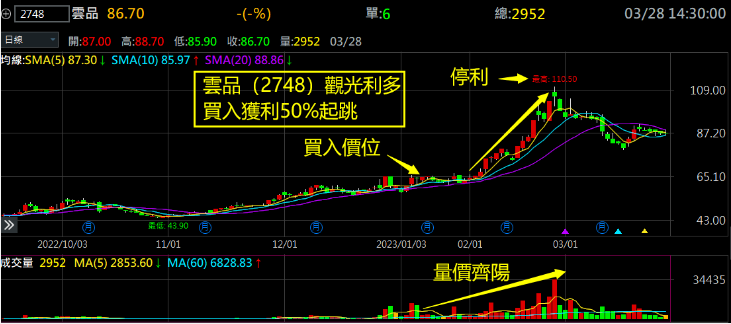 2748 雲品 86.70 -(-%) 單:6 總:2952 03/28 14:30:00
日線 開:87.00 高:88.70 低:85.90 收:86.70 量:2952 03/28
均線:SMA(5) 87.30↓ SMA(10) 85.97↑ SMA(20) 88.86↓
雲品（2748）觀光利多
買入獲利50%起跳
停利
最高: 110.50
買入價位
109.00
87.20
65.10
43.00
最低: 43.90
月 月 月 月 月 月
2022/10/03 11/01 12/01 2023/01/03 02/01 03/01
成交量 2952 MA(5) 2853.60↓ MA(60) 6828.83↑
量價齊陽
34435